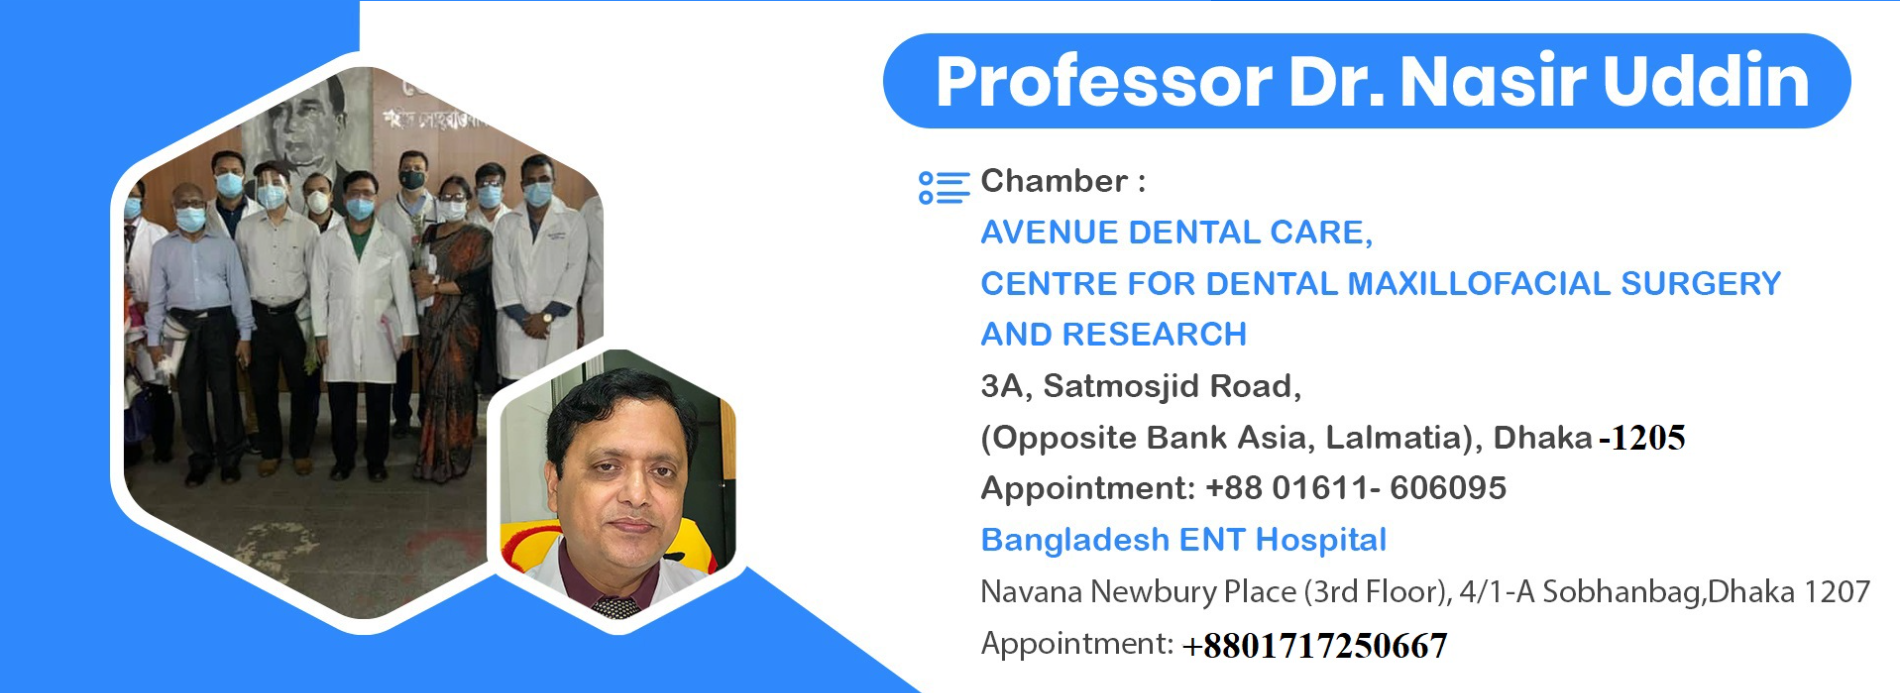 Professor Dr. Nasir Uddin
Chamber :
AVENUE DENTAL CARE,
CENTRE FOR DENTAL MAXILLOFACIAL SURGERY
AND RESEARCH
3A, Satmosjid Road,
(Opposite Bank Asia, Lalmatia), Dhaka -1205
Appointment: +88 01611- 606095
Bangladesh ENT Hospital
Navana Newbury Place (3rd Floor), 4/1-A Sobhanbag,Dhaka 1207
Appointment: +8801717250667